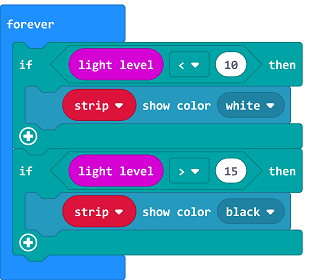 forever
if light level < 10 then
strip show color white
if light level > 15 then
strip show color black